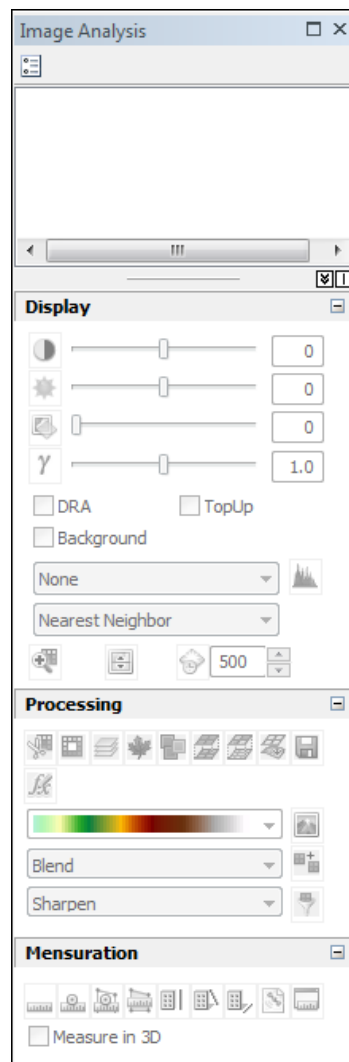 Image Analysis
Display
0
0
0
γ 1.0
DRA TopUp
Background
None
Nearest Neighbor
500
Processing
fx
Blend
Sharpen
Mensuration
Measure in 3D